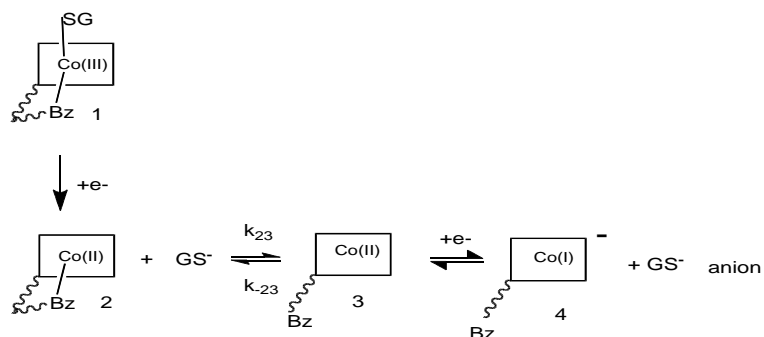 SG
Co(III)
Bz 1
+e-
Co(II) + GS- k23 k-23 Co(II) +e- Co(I) - + GS- anion
Bz 2
3
Bz
4
Bz